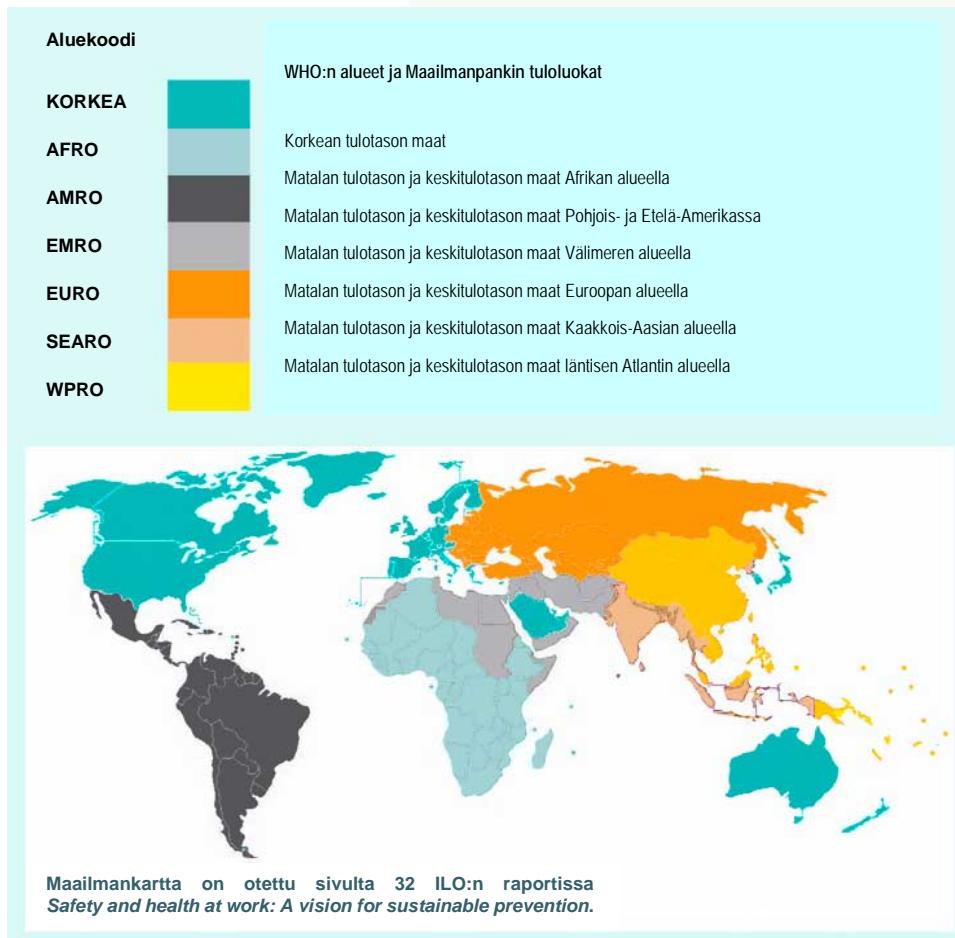 Aluekoodi
WHO:n alueet ja Maailmanpankin tuloluokat
KORKEA
AFRO
AMRO
EMRO
EURO
SEARO
WPRO
Korkean tulotason maat
Matalan tulotason ja keskitulotason maat Afrikan alueella
Matalan tulotason ja keskitulotason maat Pohjois- ja Etelä-Amerikassa
Matalan tulotason ja keskitulotason maat Välimeren alueella
Matalan tulotason ja keskitulotason maat Euroopan alueella
Matalan tulotason ja keskitulotason maat Kaakkois-Aasian alueella
Matalan tulotason ja keskitulotason maat läntisen Atlantin alueella
Maailmankartta on otettu sivulta 32 ILO:n raportissa
Safety and health at work: A vision for sustainable prevention.